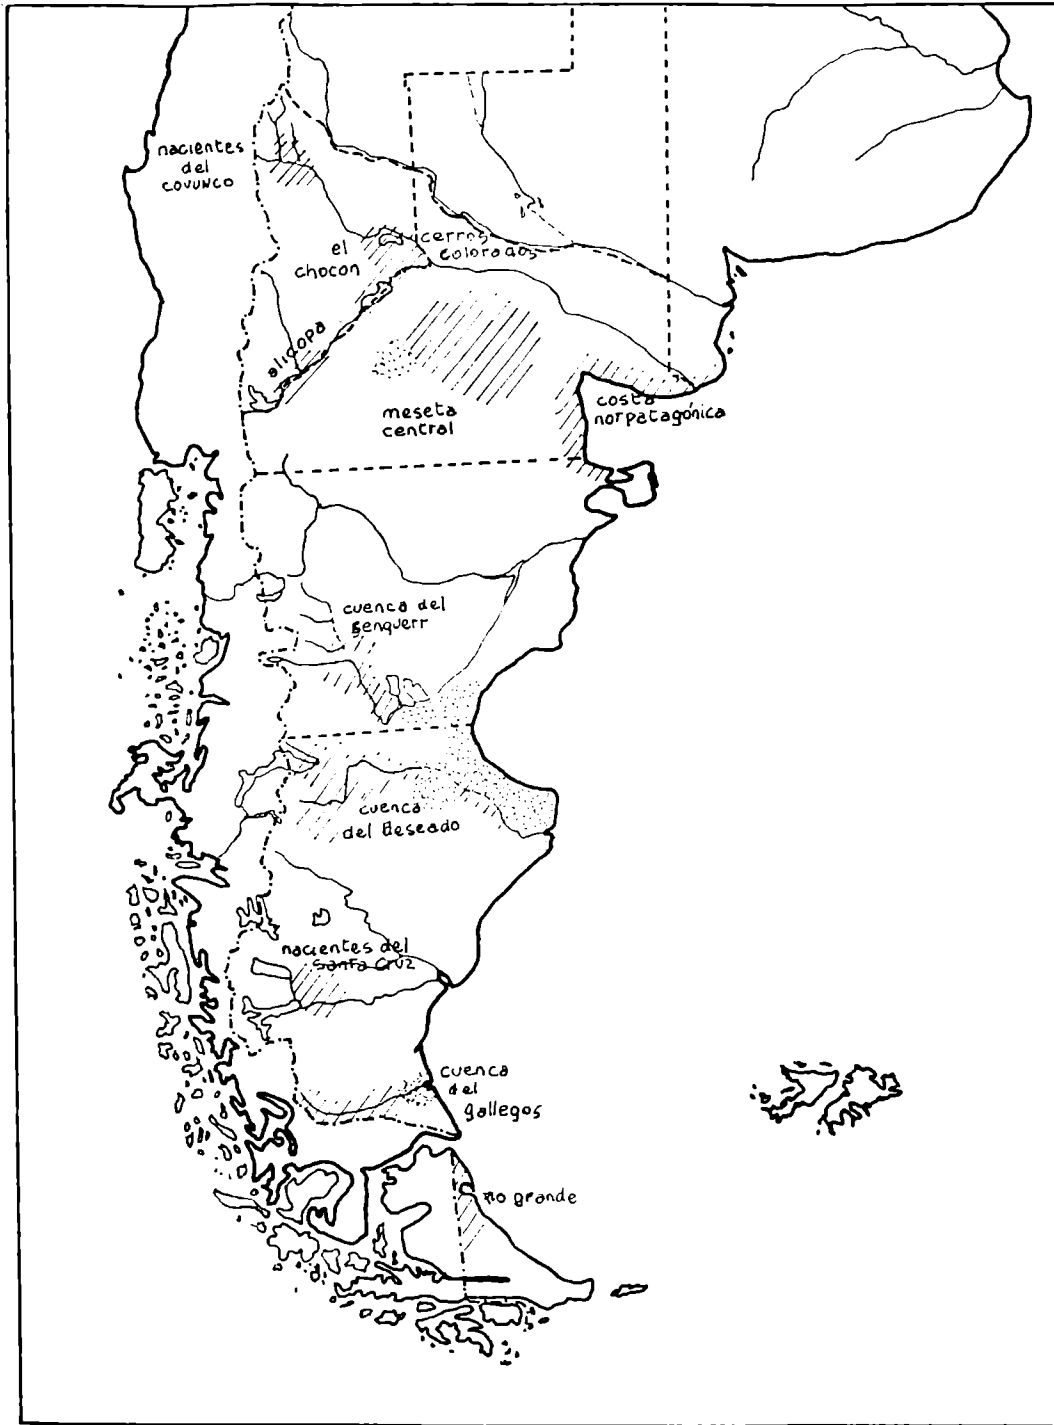 nacientes
del
covunco
el
chocon
cerros
colorados
alicopa
meseta
central
costa
norpatagónica
cuenca del
senguerr
cuenca
del deseado
nacientes del
santa cruz
cuenca
del
gallegos
rio grande